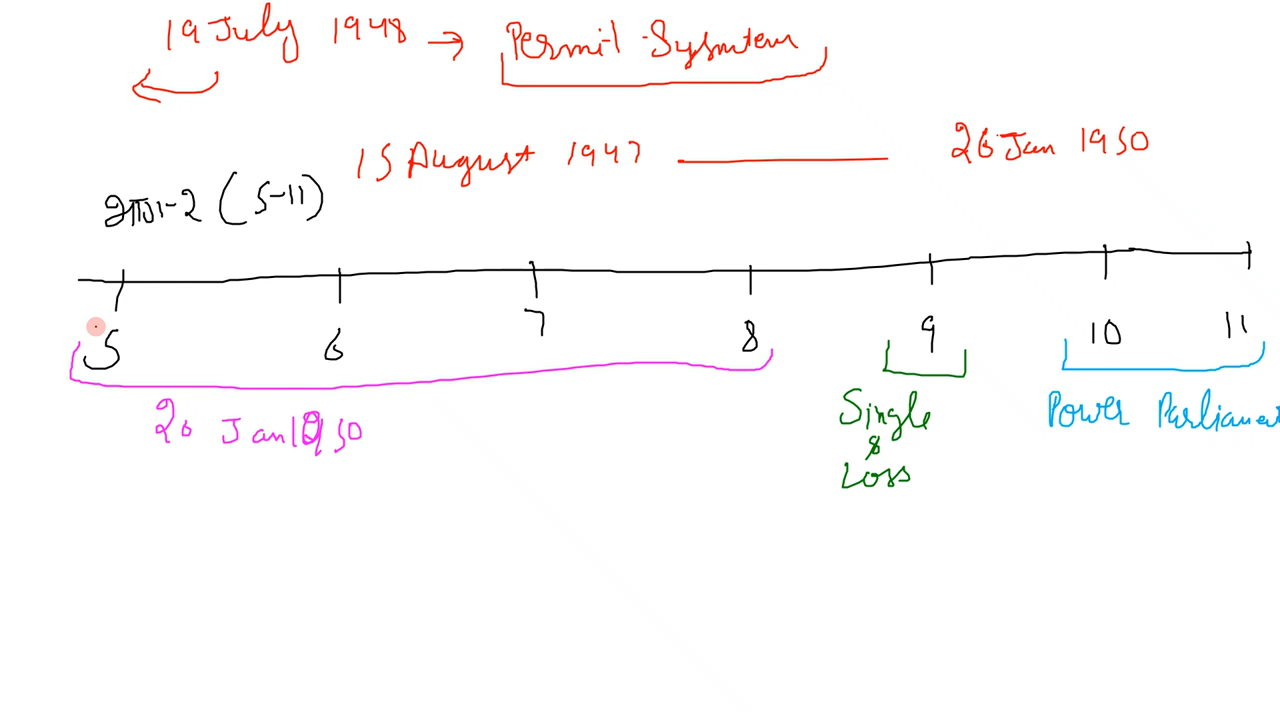 19 July 1948 → Permit Sysmtem
15 August 1947 — 26 Jan 1950
भाग-2 (5-11)
5 6 7 8 9 10 11
26 Jan 1950
Single
&
Loss
Power Parliament